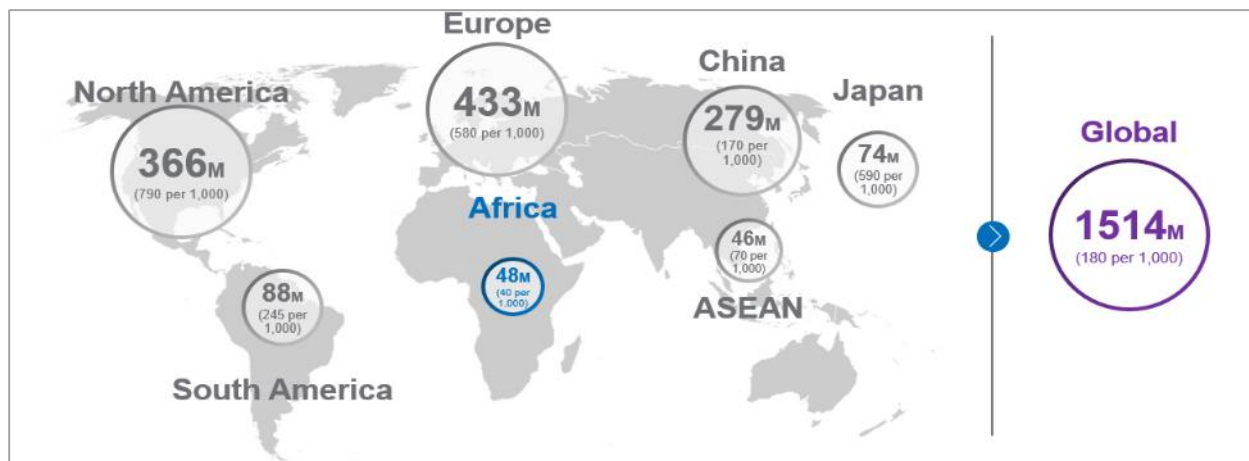 Europe
433M
(580 per 1,000)
North America
366M
(790 per 1,000)
China
279M
(170 per
1,000)
Japan
74M
(590 per
1,000)
Africa
48M
(40 per
1,000)
46M
(70 per
1,000)
ASEAN
88M
(245 per
1,000)
South America
Global
1514M
(180 per 1,000)